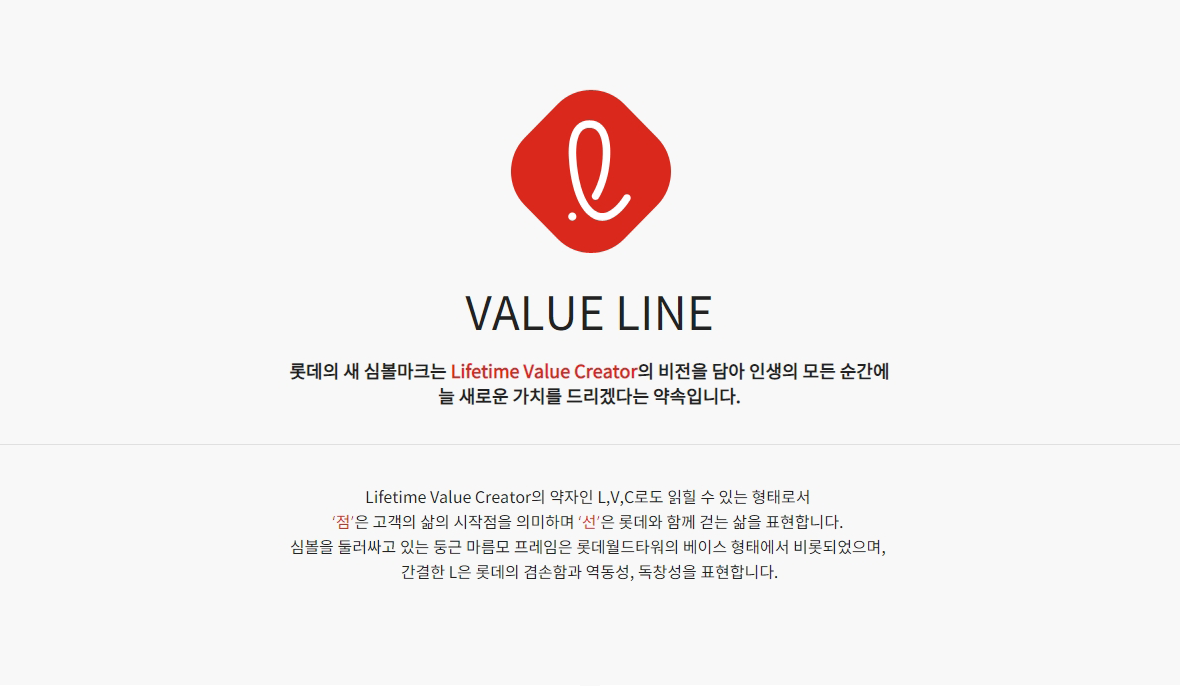 VALUE LINE
롯데의 새 심볼마크는 Lifetime Value Creator의 비전을 담아 인생의 모든 순간에
늘 새로운 가치를 드리겠다는 약속입니다.
Lifetime Value Creator의 약자인 L,V,C로도 읽힐 수 있는 형태로서
‘점’은 고객의 삶의 시작점을 의미하며 ‘선’은 롯데와 함께 걷는 삶을 표현합니다.
심볼을 둘러싸고 있는 둥근 마름모 프레임은 롯데월드타워의 베이스 형태에서 비롯되었으며,
간결한 L은 롯데의 겸손함과 역동성, 독창성을 표현합니다.